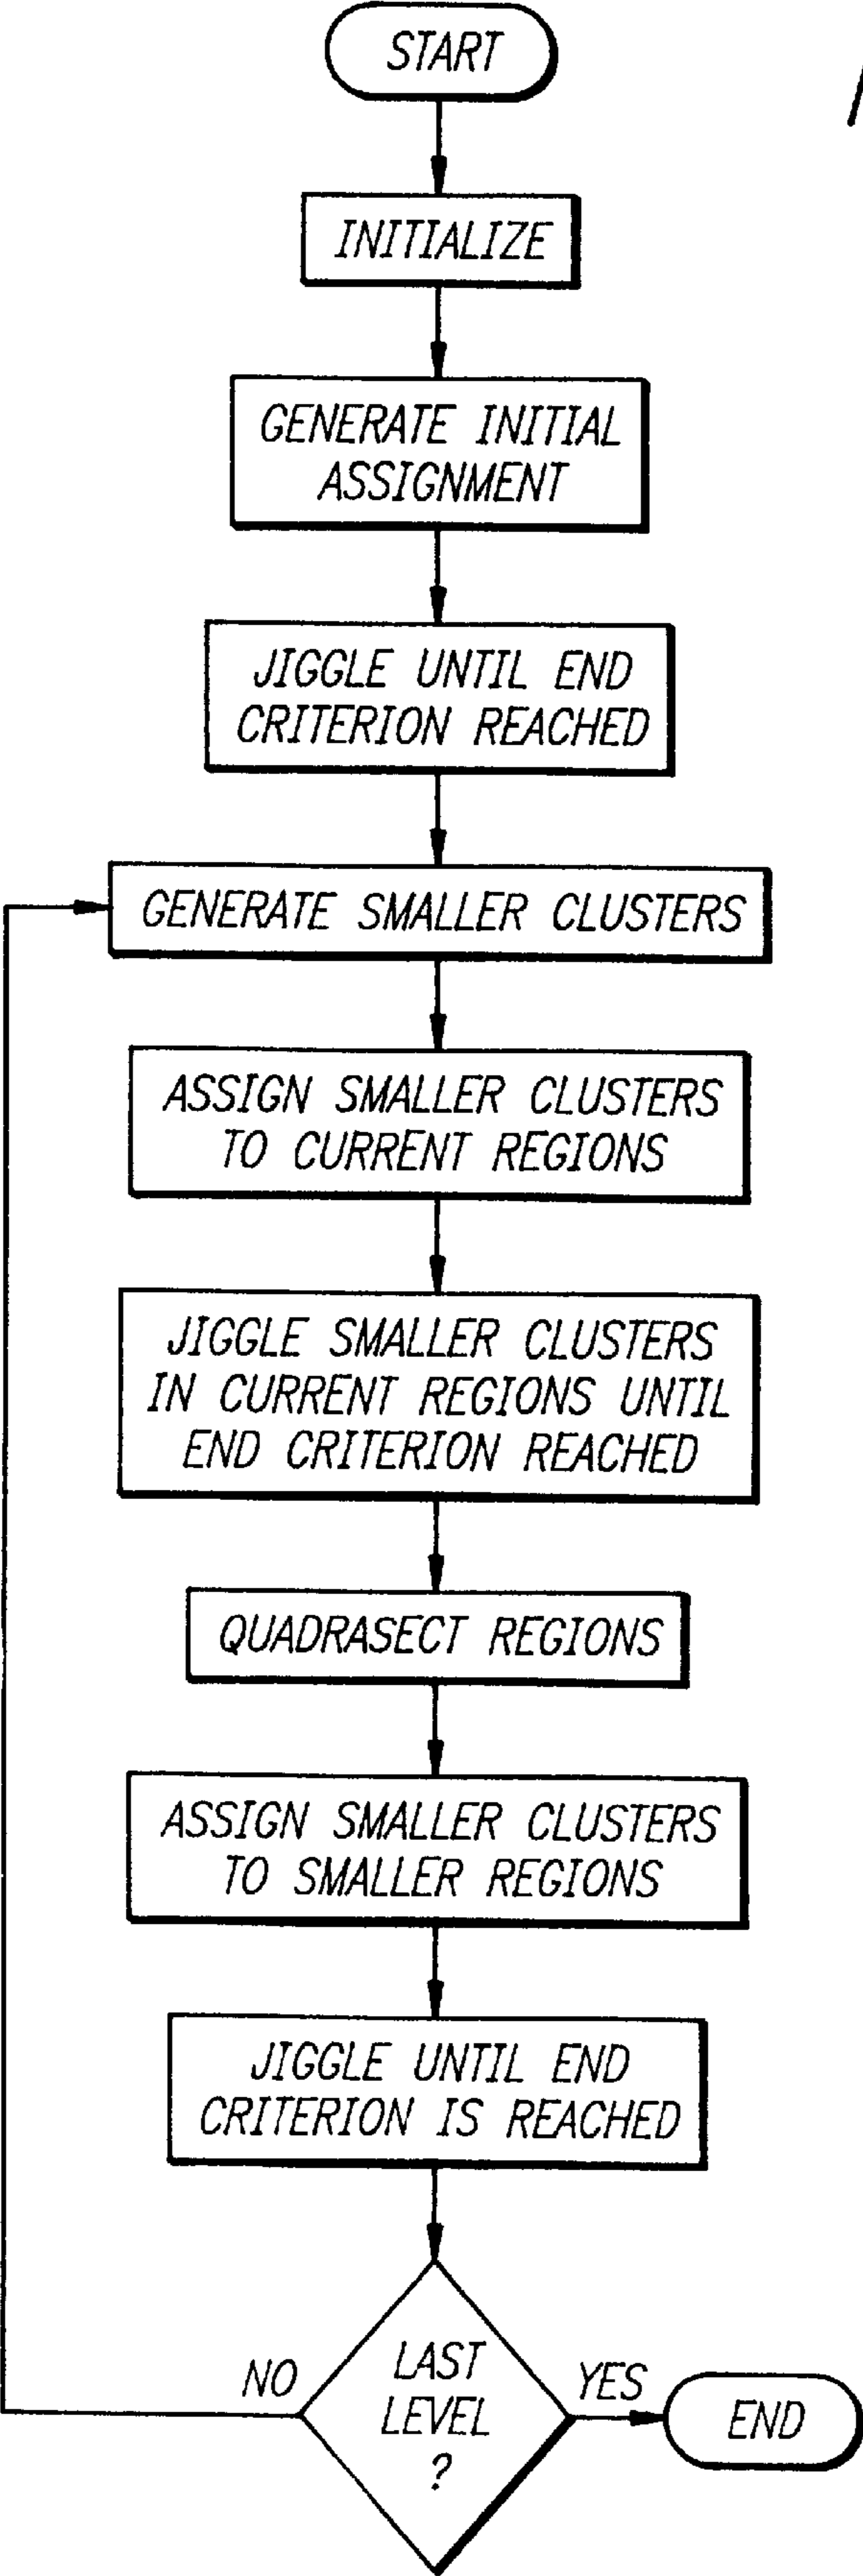 START
INITIALIZE
GENERATE INITIAL
ASSIGNMENT
JIGGLE UNTIL END
CRITERION REACHED
GENERATE SMALLER CLUSTERS
ASSIGN SMALLER CLUSTERS
TO CURRENT REGIONS
JIGGLE SMALLER CLUSTERS
IN CURRENT REGIONS UNTIL
END CRITERION REACHED
QUADRASECT REGIONS
ASSIGN SMALLER CLUSTERS
TO SMALLER REGIONS
JIGGLE UNTIL END
CRITERION IS REACHED
LAST
LEVEL
?
NO
YES
END